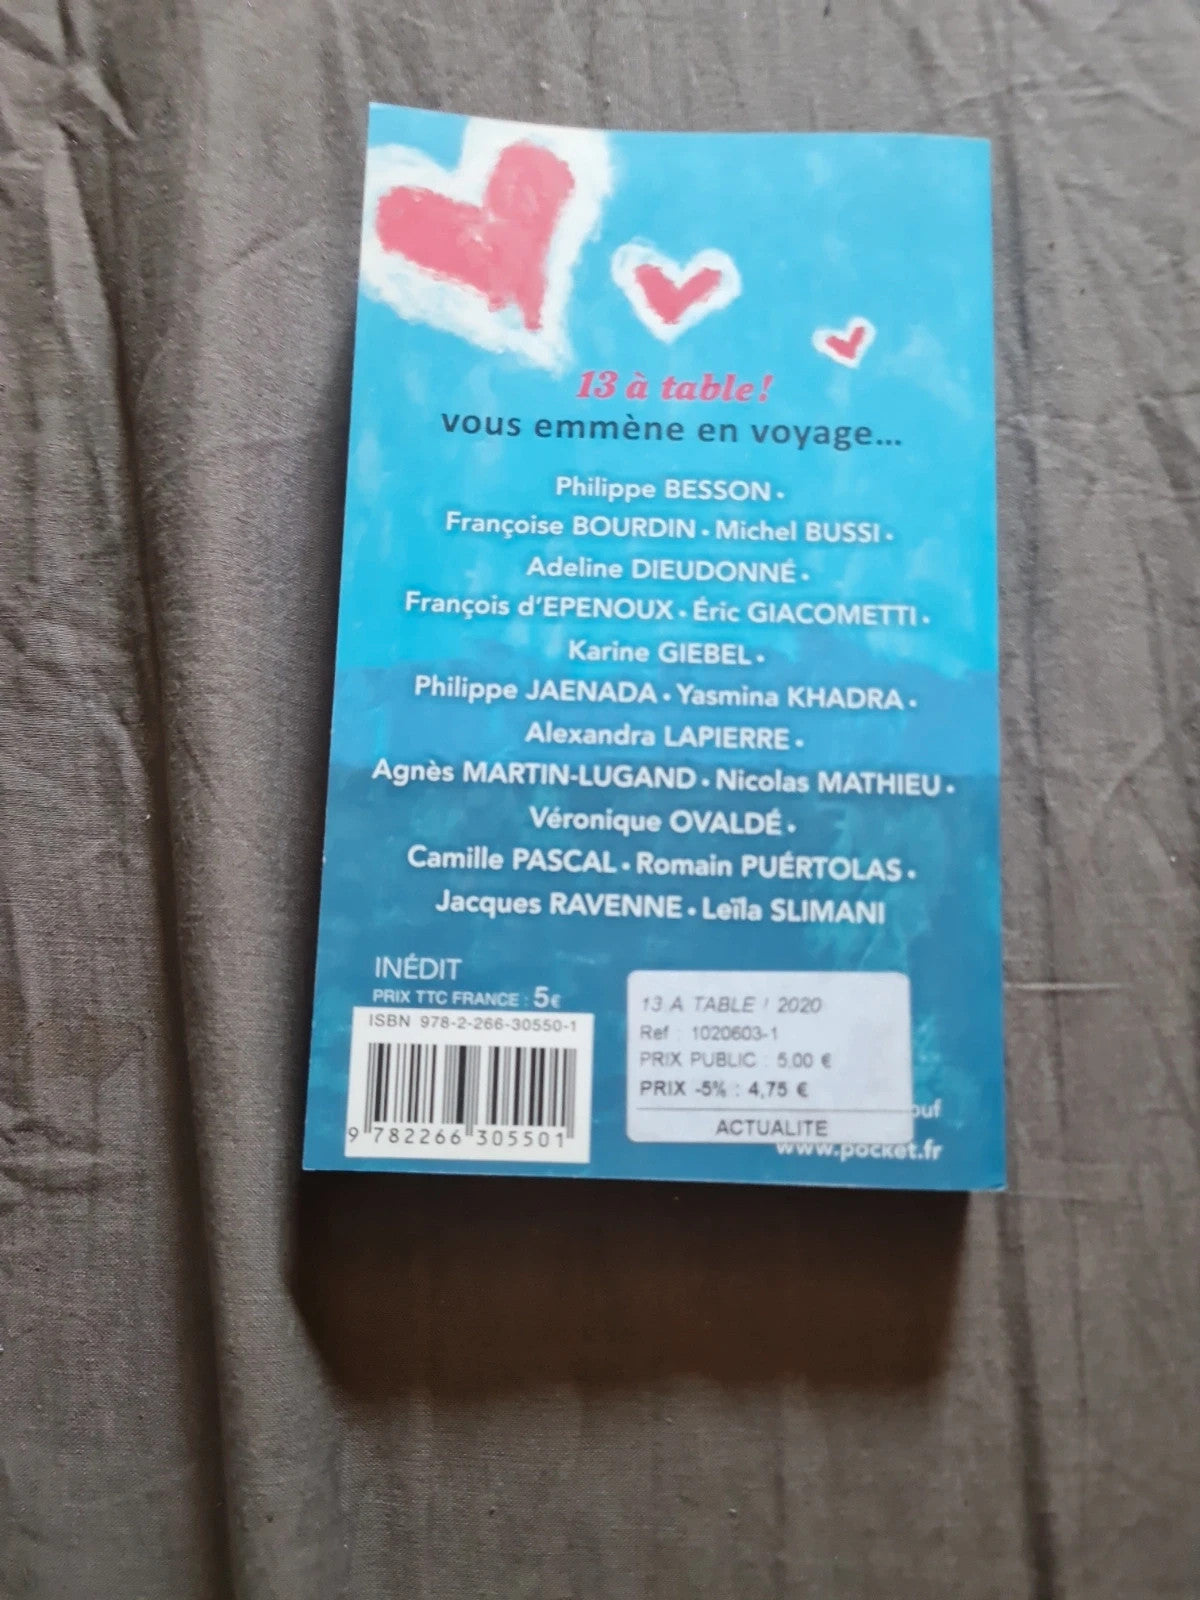 13 à table!
vous emmène en voyage...
Philippe BESSON •
Françoise BOURDIN • Michel BUSSI •
Adeline DIEUDONNÉ •
François d'EPENOUX • Éric GIACOMETTI •
Karine GIEBEL •
Philippe JAENADA • Yasmina KHADRA •
Alexandra LAPIERRE •
Agnès MARTIN-LUGAND • Nicolas MATHIEU •
Véronique OVALDÉ •
Camille PASCAL • Romain PUÉRTOLAS •
Jacques RAVENNE • Leïla SLIMANI
INÉDIT
PRIX TTC FRANCE : 5€
ISBN 978-2-266-30550-1
9 782266 305501
13 A TABLE ! 2020
Ref : 1020603-1
PRIX PUBLIC : 5,00 €
PRIX -5% : 4,75 €
ACTUALITE
www.pocket.fr